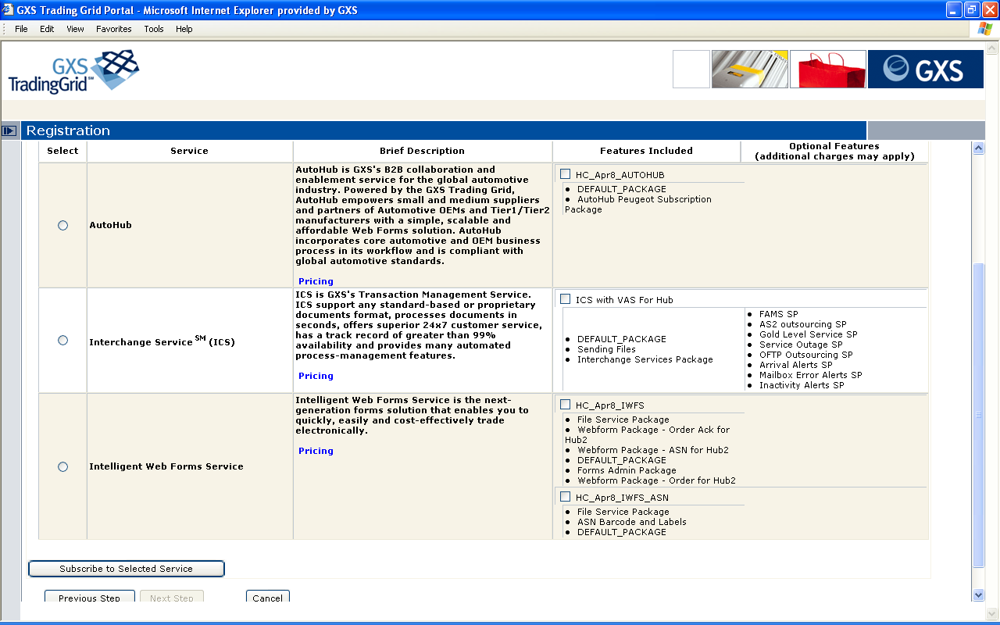 GXS Trading Grid Portal - Microsoft Internet Explorer provided by GXS
File Edit View Favorites Tools Help
GXS
TradingGrid℠
GXS
Registration
Select Service Brief Description Features Included Optional Features
(additional charges may apply)
AutoHub
AutoHub is GXS's B2B collaboration and
enablement service for the global automotive
industry. Powered by the GXS Trading Grid,
AutoHub empowers small and medium suppliers
and partners of Automotive OEMs and Tier1/Tier2
manufacturers with a simple, scalable and
affordable Web Forms solution. AutoHub
incorporates core automotive and OEM business
process in its workflow and is compliant with
global automotive standards.
Pricing
HC_Apr8_AUTOHUB
• DEFAULT_PACKAGE
• AutoHub Peugeot Subscription
Package
Interchange Service SM (ICS)
ICS is GXS's Transaction Management Service.
ICS support any standard-based or proprietary
documents format, processes documents in
seconds, offers superior 24x7 customer service,
has a track record of greater than 99%
availability and provides many automated
process-management features.
Pricing
ICS with VAS For Hub
• DEFAULT_PACKAGE
• Sending Files
• Interchange Services Package
• FAMS SP
• AS2 outsourcing SP
• Gold Level Service SP
• Service Outage SP
• OFTP Outsourcing SP
• Arrival Alerts SP
• Mailbox Error Alerts SP
• Inactivity Alerts SP
Intelligent Web Forms Service
Intelligent Web Forms Service is the next-
generation forms solution that enables you to
quickly, easily and cost-effectively trade
electronically.
Pricing
HC_Apr8_IWFS
• File Service Package
• Webform Package - Order Ack for
Hub2
• Webform Package - ASN for Hub2
• DEFAULT_PACKAGE
• Forms Admin Package
• Webform Package - Order for Hub2
HC_Apr8_IWFS_ASN
• File Service Package
• ASN Barcode and Labels
• DEFAULT_PACKAGE
Subscribe to Selected Service
Previous Step Next Step Cancel